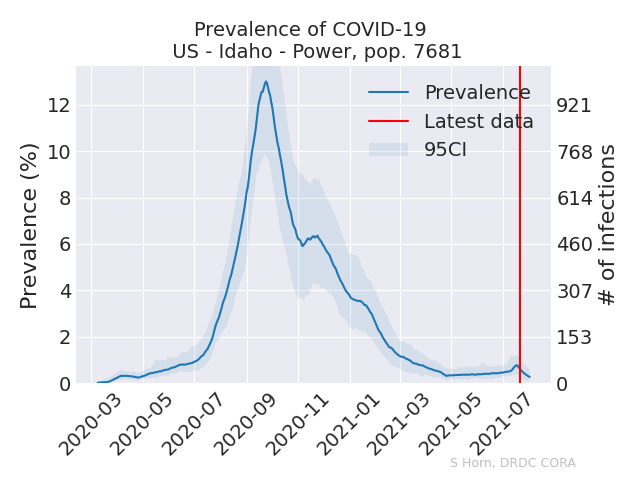 Prevalence of COVID-19
US - Idaho - Power, pop. 7681
Prevalence
Latest data
95CI
Prevalence (%)
12
10
8
6
4
2
0
921
768
614
460
307
153
0
# of infections
2020-03
2020-05
2020-07
2020-09
2020-11
2021-01
2021-03
2021-05
2021-07
S Horn, DRDC CORA